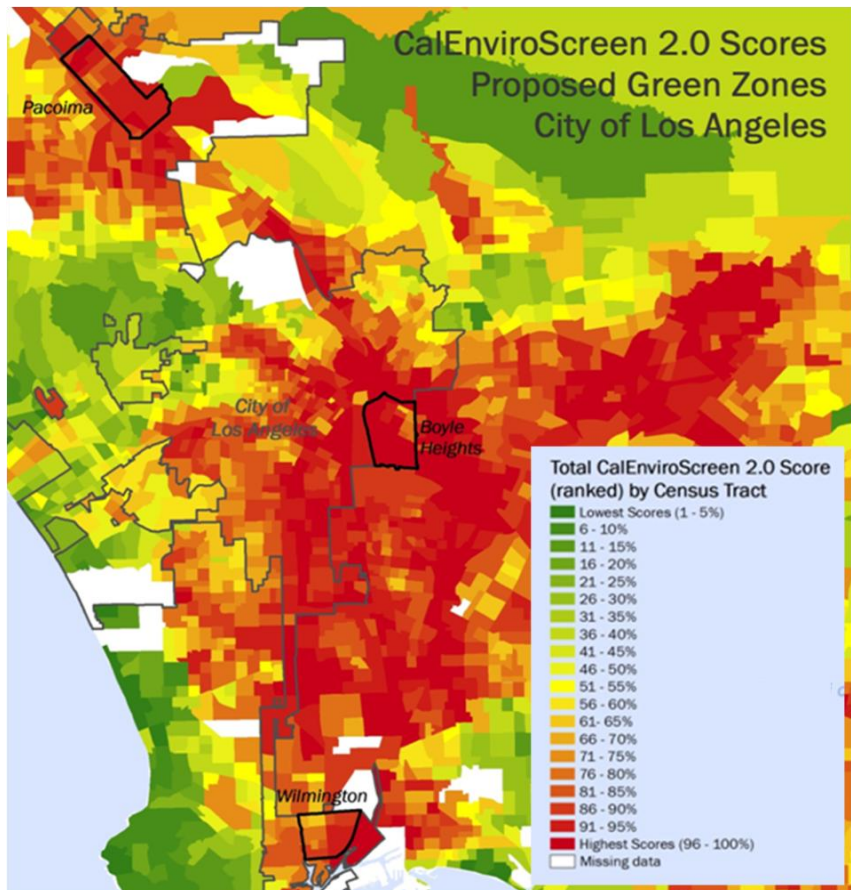 CalEnviroScreen 2.0 Scores
Proposed Green Zones
City of Los Angeles
Pacoima
City of
Los Angeles
Boyle
Heights
Total CalEnviroScreen 2.0 Score
(ranked) by Census Tract
Lowest Scores (1 - 5%)
6 - 10%
11 - 15%
16 - 20%
21 - 25%
26 - 30%
31 - 35%
36 - 40%
41 - 45%
46 - 50%
51 - 55%
56 - 60%
61- 65%
66 - 70%
71 - 75%
76 - 80%
81 - 85%
86 - 90%
91 - 95%
Highest Scores (96 - 100%)
Missing data
Wilmington